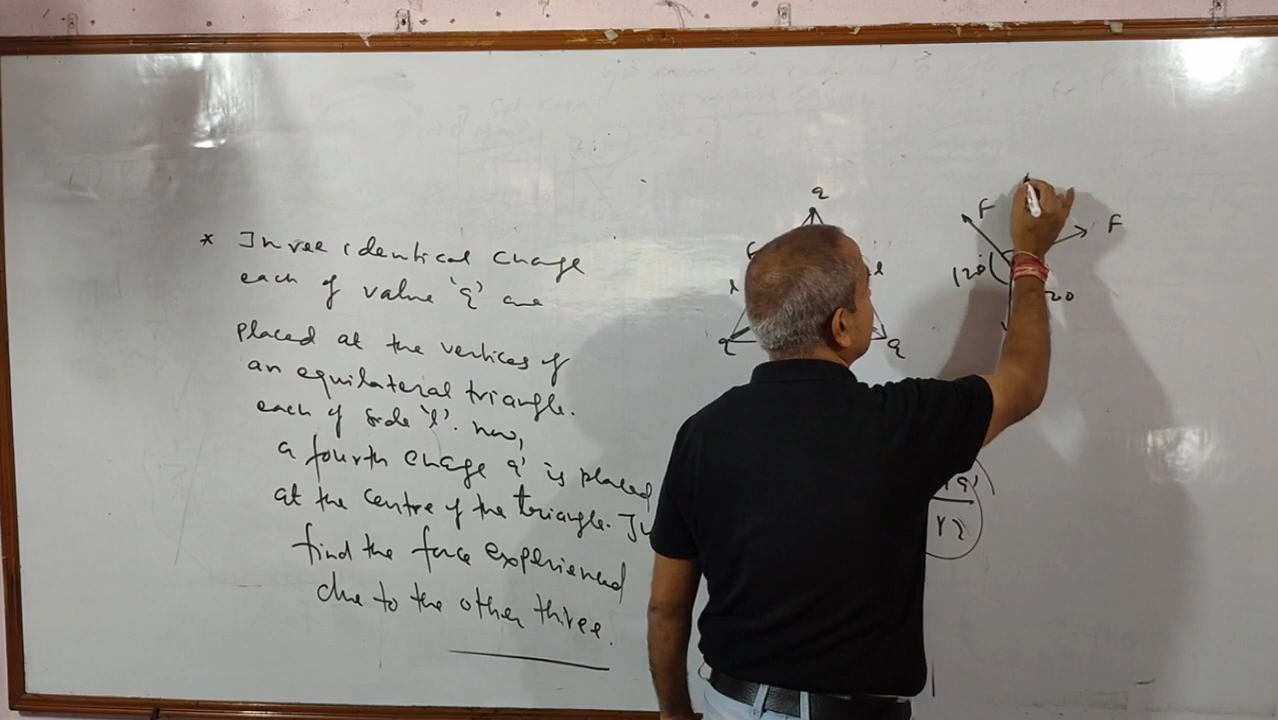 * Three identical charge
each of value 'q' are
placed at the vertices of
an equilateral triangle.
each of side 'l'. now,
a fourth charge q' is placed
at the centre of the triangle.
find the force experienced
due to the other three.
q
l
l
q
q
F
F
120°
20
q'
r2